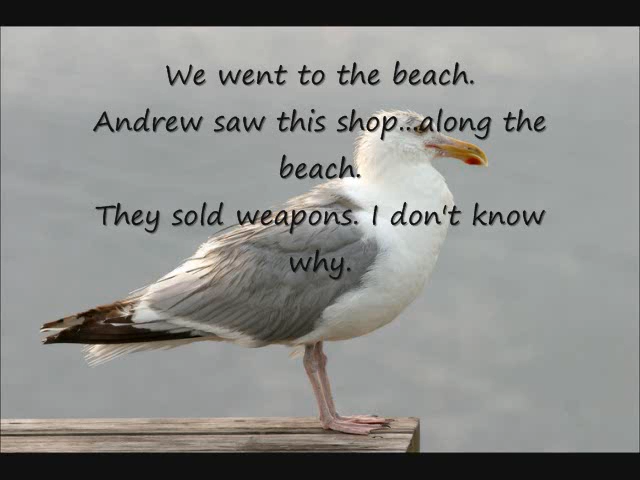 We went to the beach.
Andrew saw this shop...along the
beach.
They sold weapons. I don't know
why.